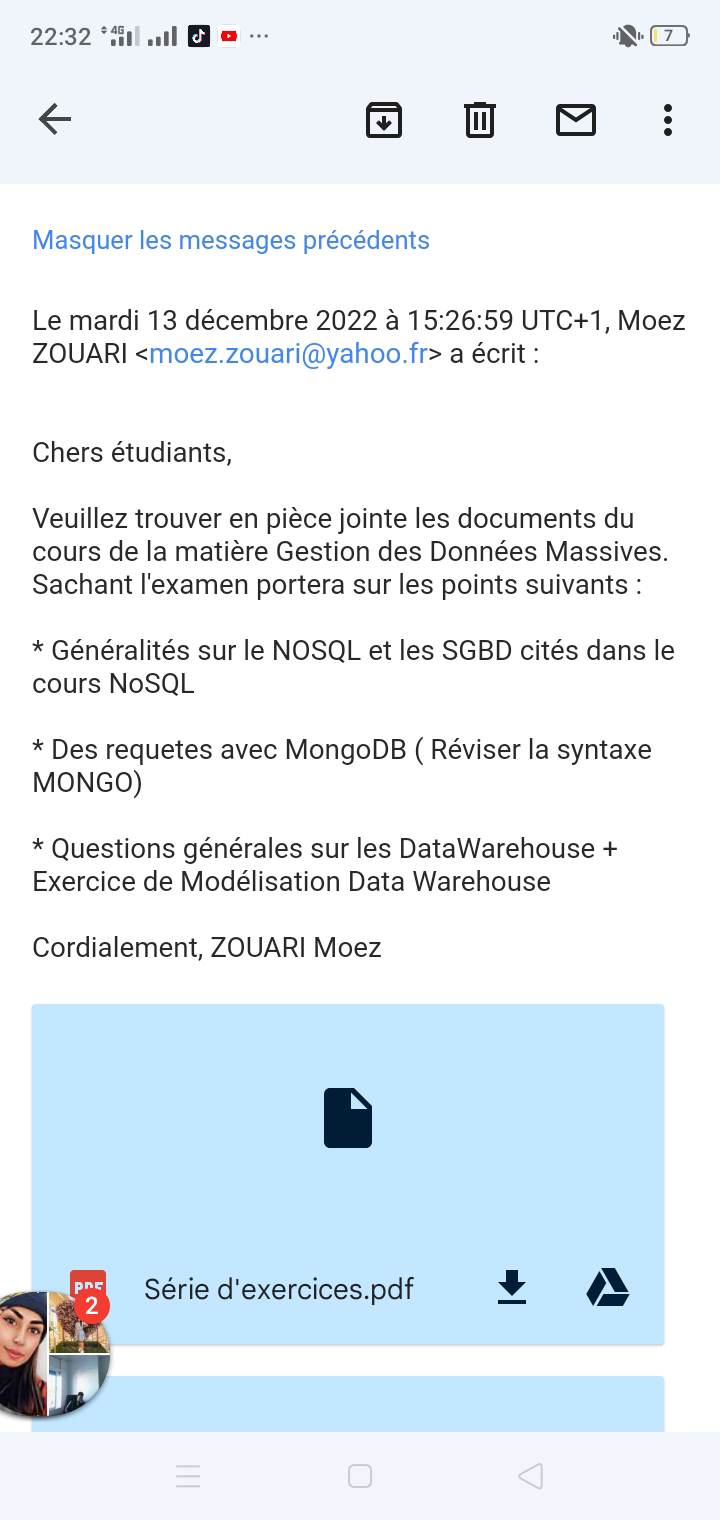 22:32 4G 7
Masquer les messages précédents
Le mardi 13 décembre 2022 à 15:26:59 UTC+1, Moez
ZOUARI <moez.zouari@yahoo.fr> a écrit :
Chers étudiants,
Veuillez trouver en pièce jointe les documents du
cours de la matière Gestion des Données Massives.
Sachant l'examen portera sur les points suivants :
* Généralités sur le NOSQL et les SGBD cités dans le
cours NoSQL
* Des requetes avec MongoDB ( Réviser la syntaxe
MONGO)
* Questions générales sur les DataWarehouse +
Exercice de Modélisation Data Warehouse
Cordialement, ZOUARI Moez
PDF Série d'exercices.pdf
2